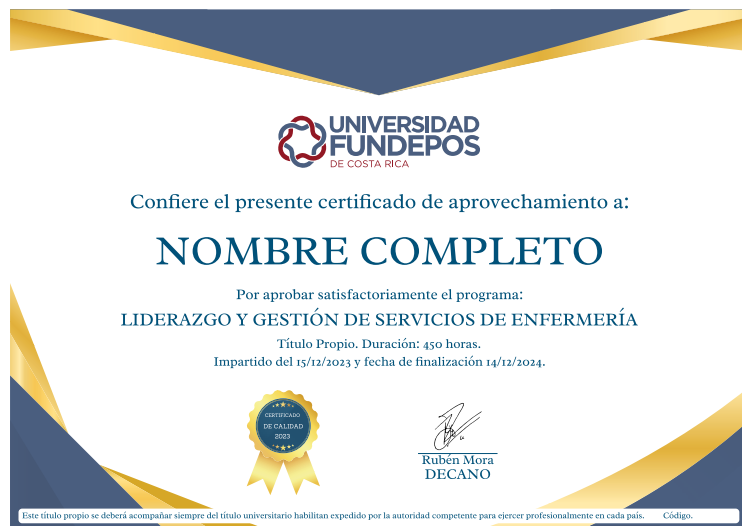 UNIVERSIDAD
FUNDEPOS
DE COSTA RICA
Confiere el presente certificado de aprovechamiento a:
NOMBRE COMPLETO
Por aprobar satisfactoriamente el programa:
LIDERAZGO Y GESTIÓN DE SERVICIOS DE ENFERMERÍA
Título Propio. Duración: 450 horas.
Impartido del 15/12/2023 y fecha de finalización 14/12/2024.
CERTIFICADO
DE CALIDAD
2023
Rubén Mora
DECANO
Este título propio se deberá acompañar siempre del título universitario habilitan expedido por la autoridad competente para ejercer profesionalmente en cada país. Código.